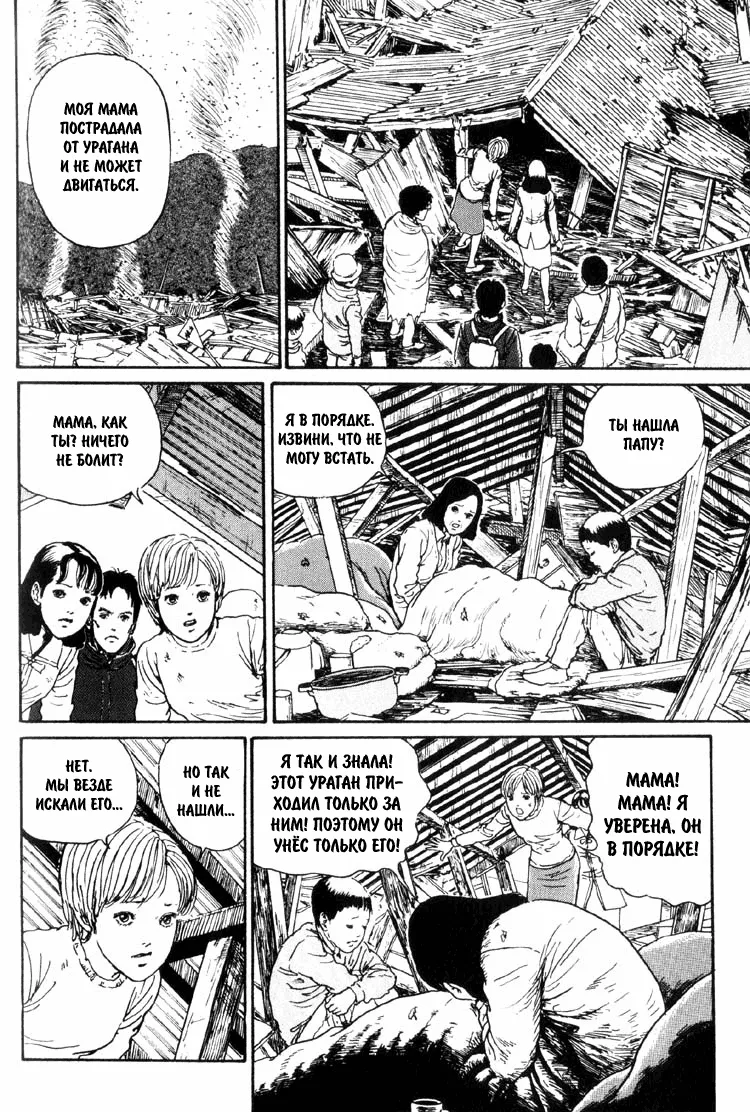 МОЯ МАМА
ПОСТРАДАЛА
ОТ УРАГАНА
И НЕ МОЖЕТ
ДВИГАТЬСЯ.
МАМА, КАК
ТЫ? НИЧЕГО
НЕ БОЛИТ?
Я В ПОРЯДКЕ.
ИЗВИНИ, ЧТО НЕ
МОГУ ВСТАТЬ.
ТЫ НАШЛА
ПАПУ?
НЕТ.
МЫ ВЕЗДЕ
ИСКАЛИ ЕГО...
НО ТАК
И НЕ
НАШЛИ...
Я ТАК И ЗНАЛА!
ЭТОТ УРАГАН ПРИ-
ХОДИЛ ТОЛЬКО ЗА
НИМ! ПОЭТОМУ ОН
УНЁС ТОЛЬКО ЕГО!
МАМА!
МАМА! Я
УВЕРЕНА, ОН
В ПОРЯДКЕ!